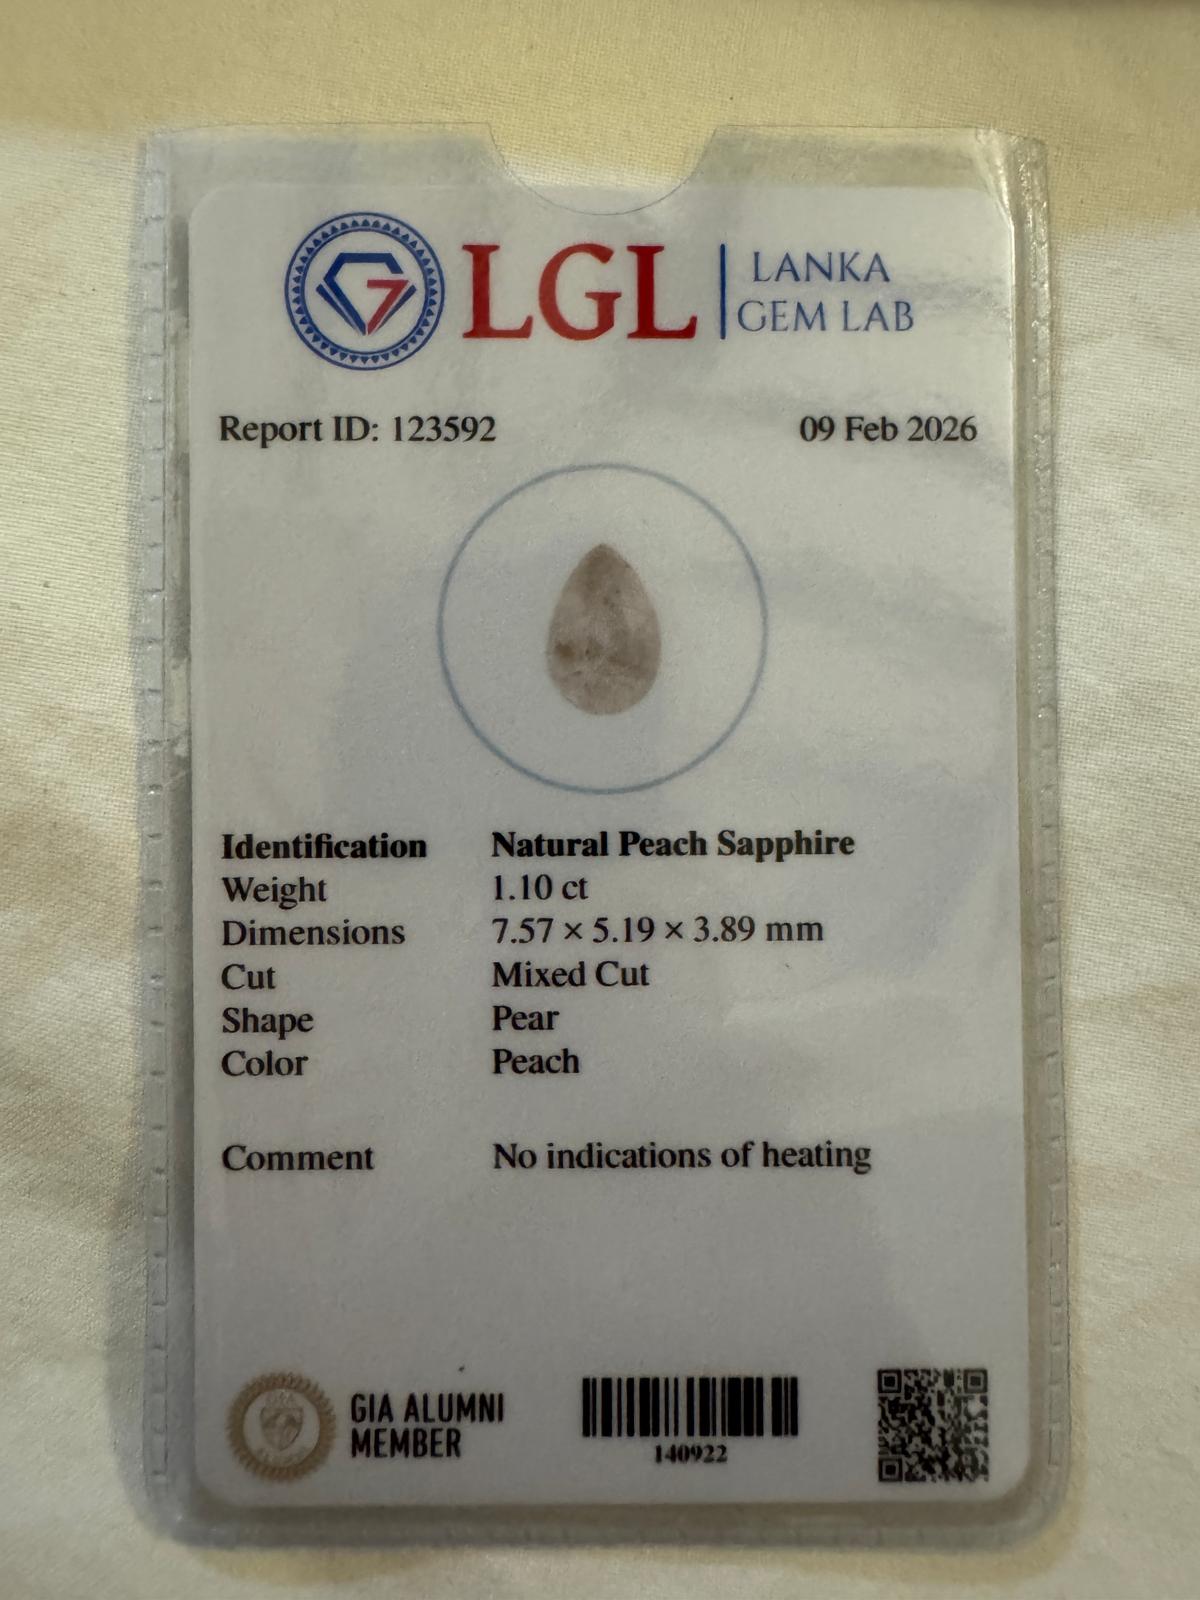 LGL | LANKA
GEM LAB
Report ID: 123592
09 Feb 2026
Identification Natural Peach Sapphire
Weight 1.10 ct
Dimensions 7.57 × 5.19 × 3.89 mm
Cut Mixed Cut
Shape Pear
Color Peach
Comment No indications of heating
GIA ALUMNI
MEMBER
140922